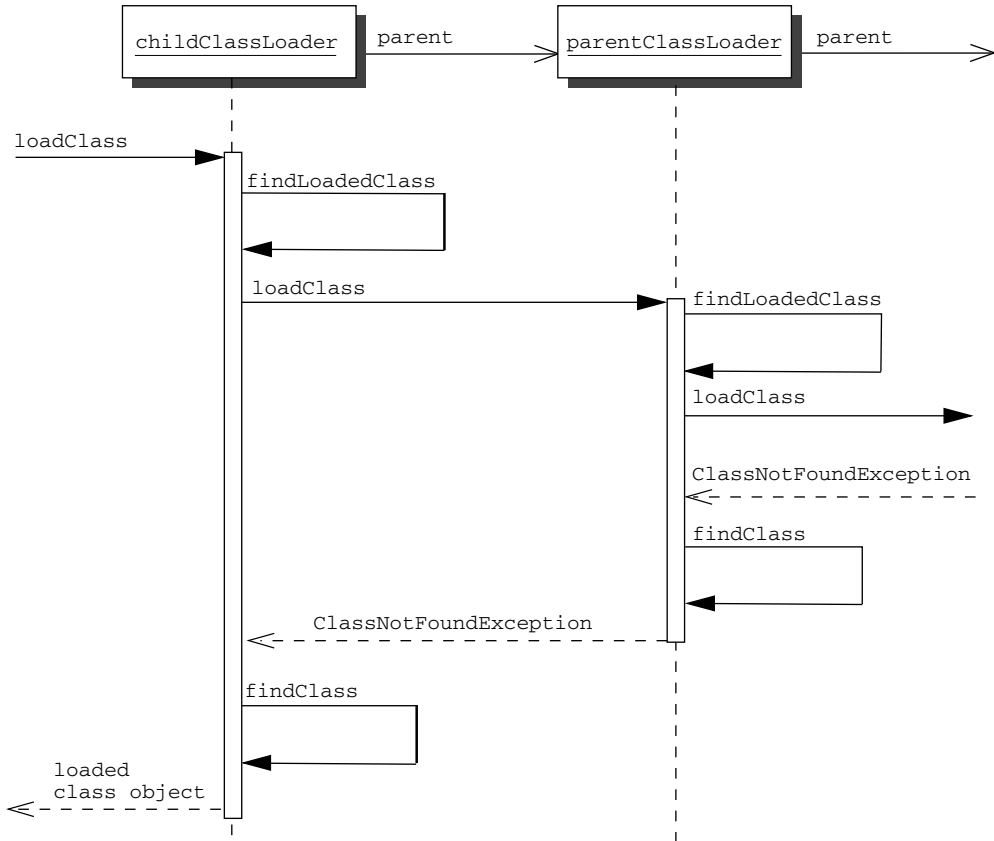 childClassLoader
parent
parentClassLoader
parent
loadClass
findLoadedClass
loadClass
findLoadedClass
loadClass
ClassNotFoundException
findClass
ClassNotFoundException
findClass
loaded
class object